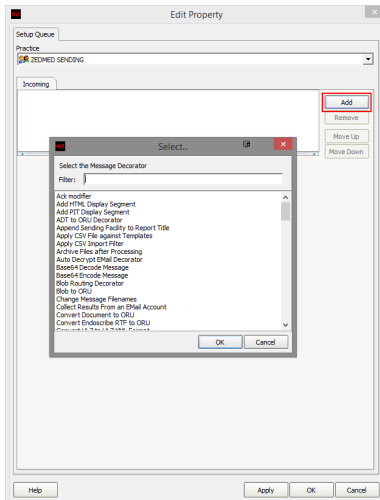 Edit Property
Setup Queue
Practice
ZEDMED SENDING
Incoming
Add
Remove
Move Up
Move Down
Select...
Select the Message Decorator
Filter:
Ack modifier
Add HTML Display Segment
Add PIT Display Segment
ADT to ORU Decorator
Append Sending Facility to Report Title
Apply CSV File against Templates
Apply CSV Import Filter
Archive Files after Processing
Auto Decrypt EMail Decorator
Base64 Decode Message
Base64 Encode Message
Blob Routing Decorator
Blob to ORU
Change Message Filenames
Collect Results From an EMail Account
Convert Document to ORU
Convert Endoscribe RTF to ORU
OK Cancel
Help Apply OK Cancel